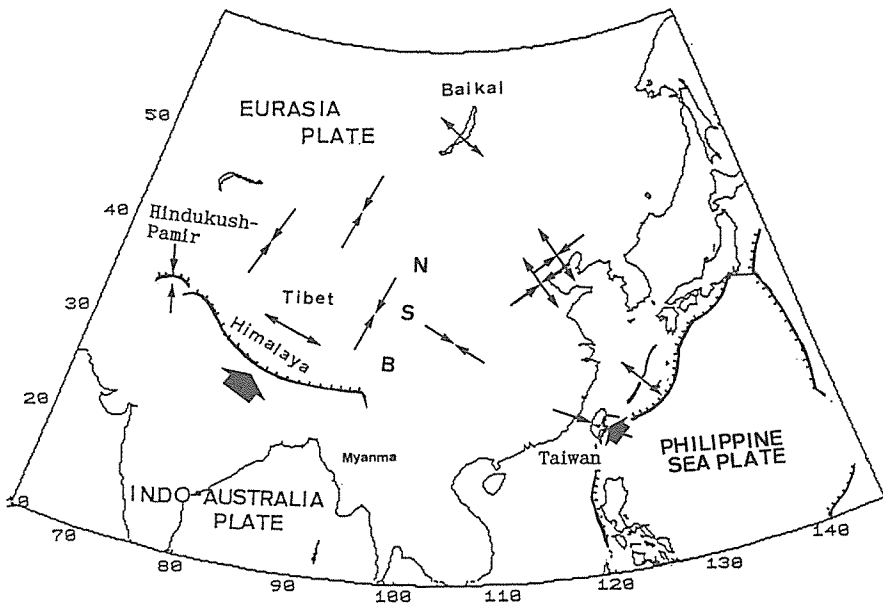 Baikal
EURASIA
PLATE
50
40
Hindukush-
Pamir
N
30
Tibet
S
Himalaya
B
20
Myanma
Taiwan
PHILIPPINE
SEA PLATE
INDO-AUSTRALIA
PLATE
10
70
80
90
100
110
120
130
140